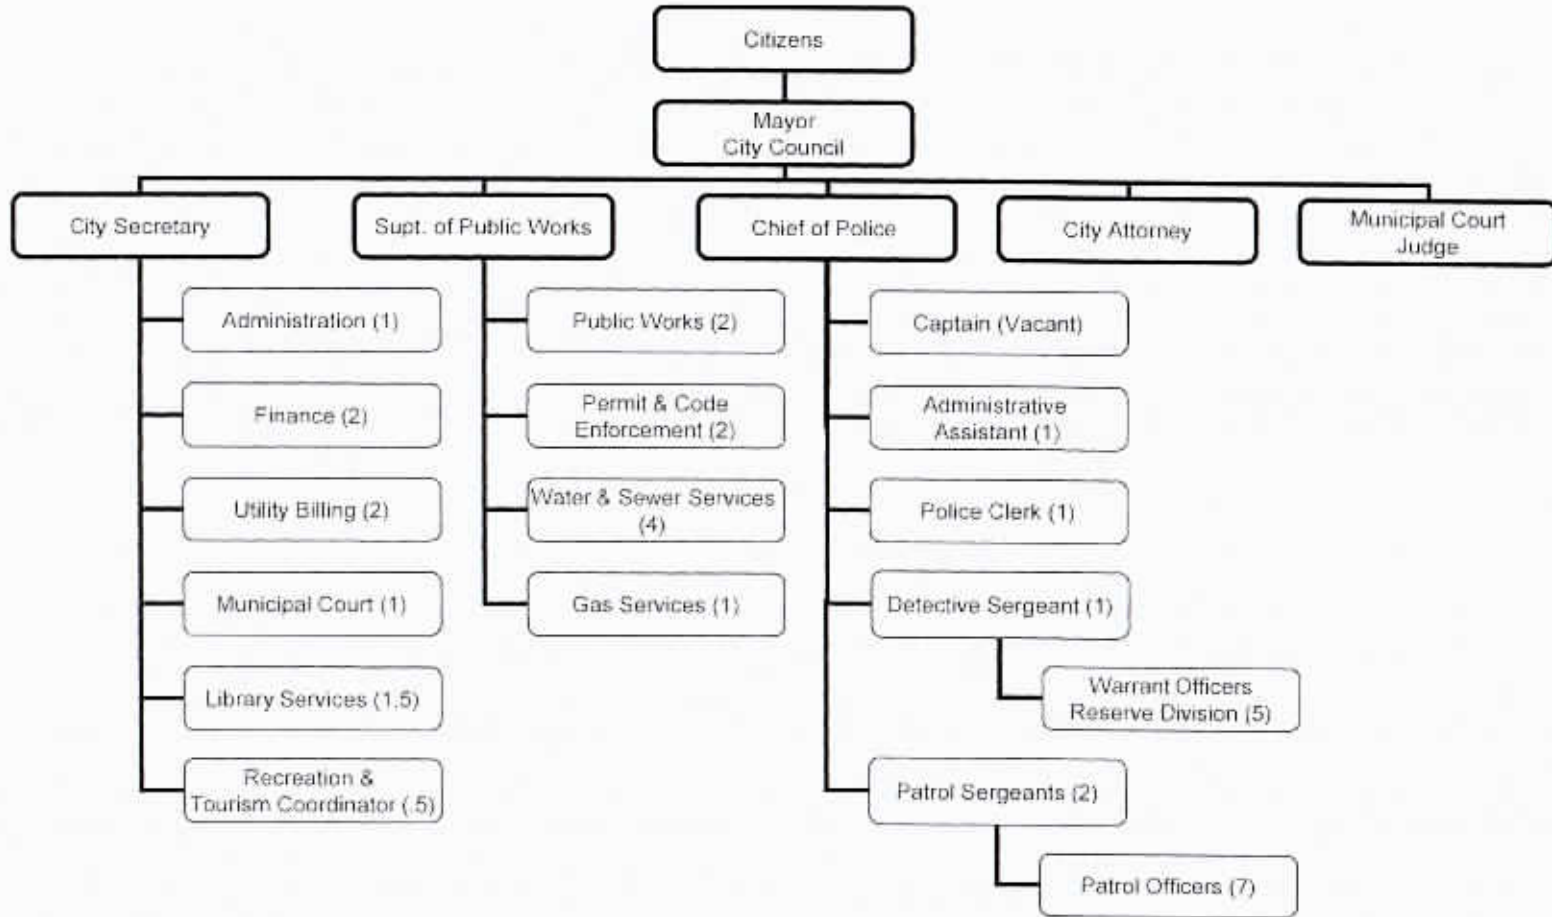 Citizens
Mayor
City Council
City Secretary
Supt. of Public Works
Chief of Police
City Attorney
Municipal Court
Judge
Administration (1)
Finance (2)
Utility Billing (2)
Municipal Court (1)
Library Services (1.5)
Recreation &
Tourism Coordinator (.5)
Public Works (2)
Permit & Code
Enforcement (2)
Water & Sewer Services
(4)
Gas Services (1)
Captain (Vacant)
Administrative
Assistant (1)
Police Clerk (1)
Detective Sergeant (1)
Warrant Officers
Reserve Division (5)
Patrol Sergeants (2)
Patrol Officers (7)